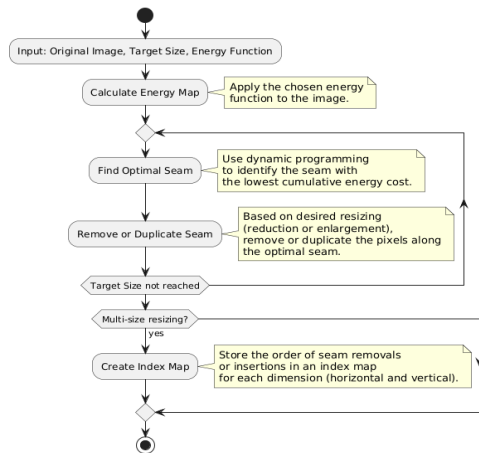 Input: Original Image, Target Size, Energy Function
Calculate Energy Map
Apply the chosen energy
function to the image.
Find Optimal Seam
Use dynamic programming
to identify the seam with
the lowest cumulative energy cost.
Remove or Duplicate Seam
Based on desired resizing
(reduction or enlargement),
remove or duplicate the pixels along
the optimal seam.
Target Size not reached
Multi-size resizing?
yes
Create Index Map
Store the order of seam removals
or insertions in an index map
for each dimension (horizontal and vertical).